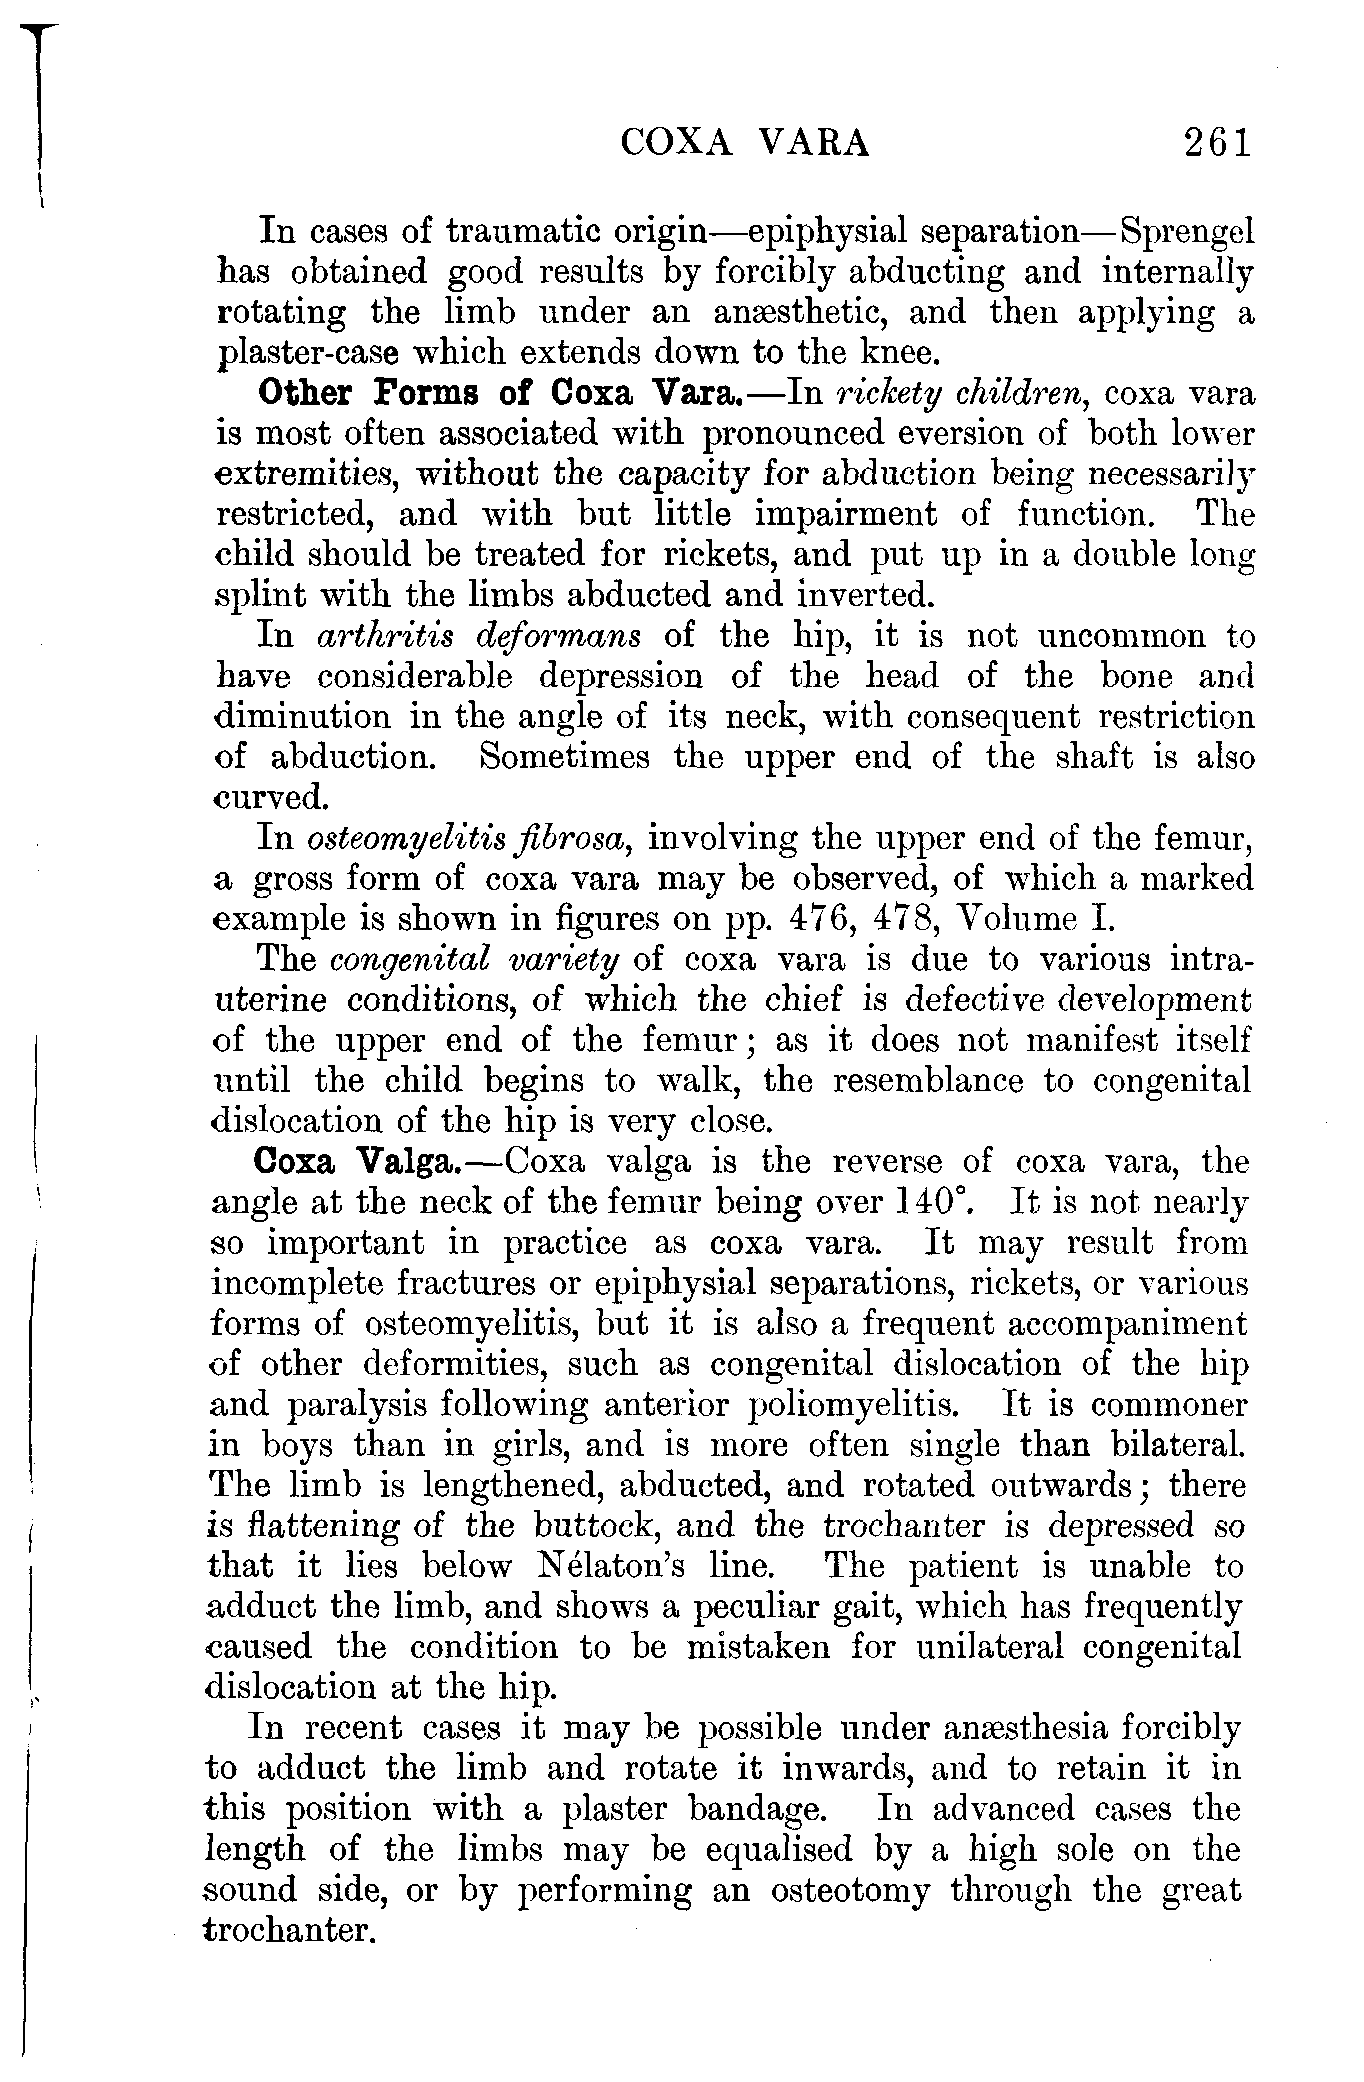 COXA VARA 261
In cases of traumatic origin—epiphysial separation—Sprengel
has obtained good results by forcibly abducting and internally
rotating the limb under an anæsthetic, and then applying a
plaster-case which extends down to the knee.
Other Forms of Coxa Vara.—In rickety children, coxa vara
is most often associated with pronounced eversion of both lower
extremities, without the capacity for abduction being necessarily
restricted, and with but little impairment of function. The
child should be treated for rickets, and put up in a double long
splint with the limbs abducted and inverted.
In arthritis deformans of the hip, it is not uncommon to
have considerable depression of the head of the bone and
diminution in the angle of its neck, with consequent restriction
of abduction. Sometimes the upper end of the shaft is also
curved.
In osteomyelitis fibrosa, involving the upper end of the femur,
a gross form of coxa vara may be observed, of which a marked
example is shown in figures on pp. 476, 478, Volume I.
The congenital variety of coxa vara is due to various intra-
uterine conditions, of which the chief is defective development
of the upper end of the femur; as it does not manifest itself
until the child begins to walk, the resemblance to congenital
dislocation of the hip is very close.
Coxa Valga.—Coxa valga is the reverse of coxa vara, the
angle at the neck of the femur being over 140°. It is not nearly
so important in practice as coxa vara. It may result from
incomplete fractures or epiphysial separations, rickets, or various
forms of osteomyelitis, but it is also a frequent accompaniment
of other deformities, such as congenital dislocation of the hip
and paralysis following anterior poliomyelitis. It is commoner
in boys than in girls, and is more often single than bilateral.
The limb is lengthened, abducted, and rotated outwards; there
is flattening of the buttock, and the trochanter is depressed so
that it lies below Nélaton's line. The patient is unable to
adduct the limb, and shows a peculiar gait, which has frequently
caused the condition to be mistaken for unilateral congenital
dislocation at the hip.
In recent cases it may be possible under anæsthesia forcibly
to adduct the limb and rotate it inwards, and to retain it in
this position with a plaster bandage. In advanced cases the
length of the limbs may be equalised by a high sole on the
sound side, or by performing an osteotomy through the great
trochanter.